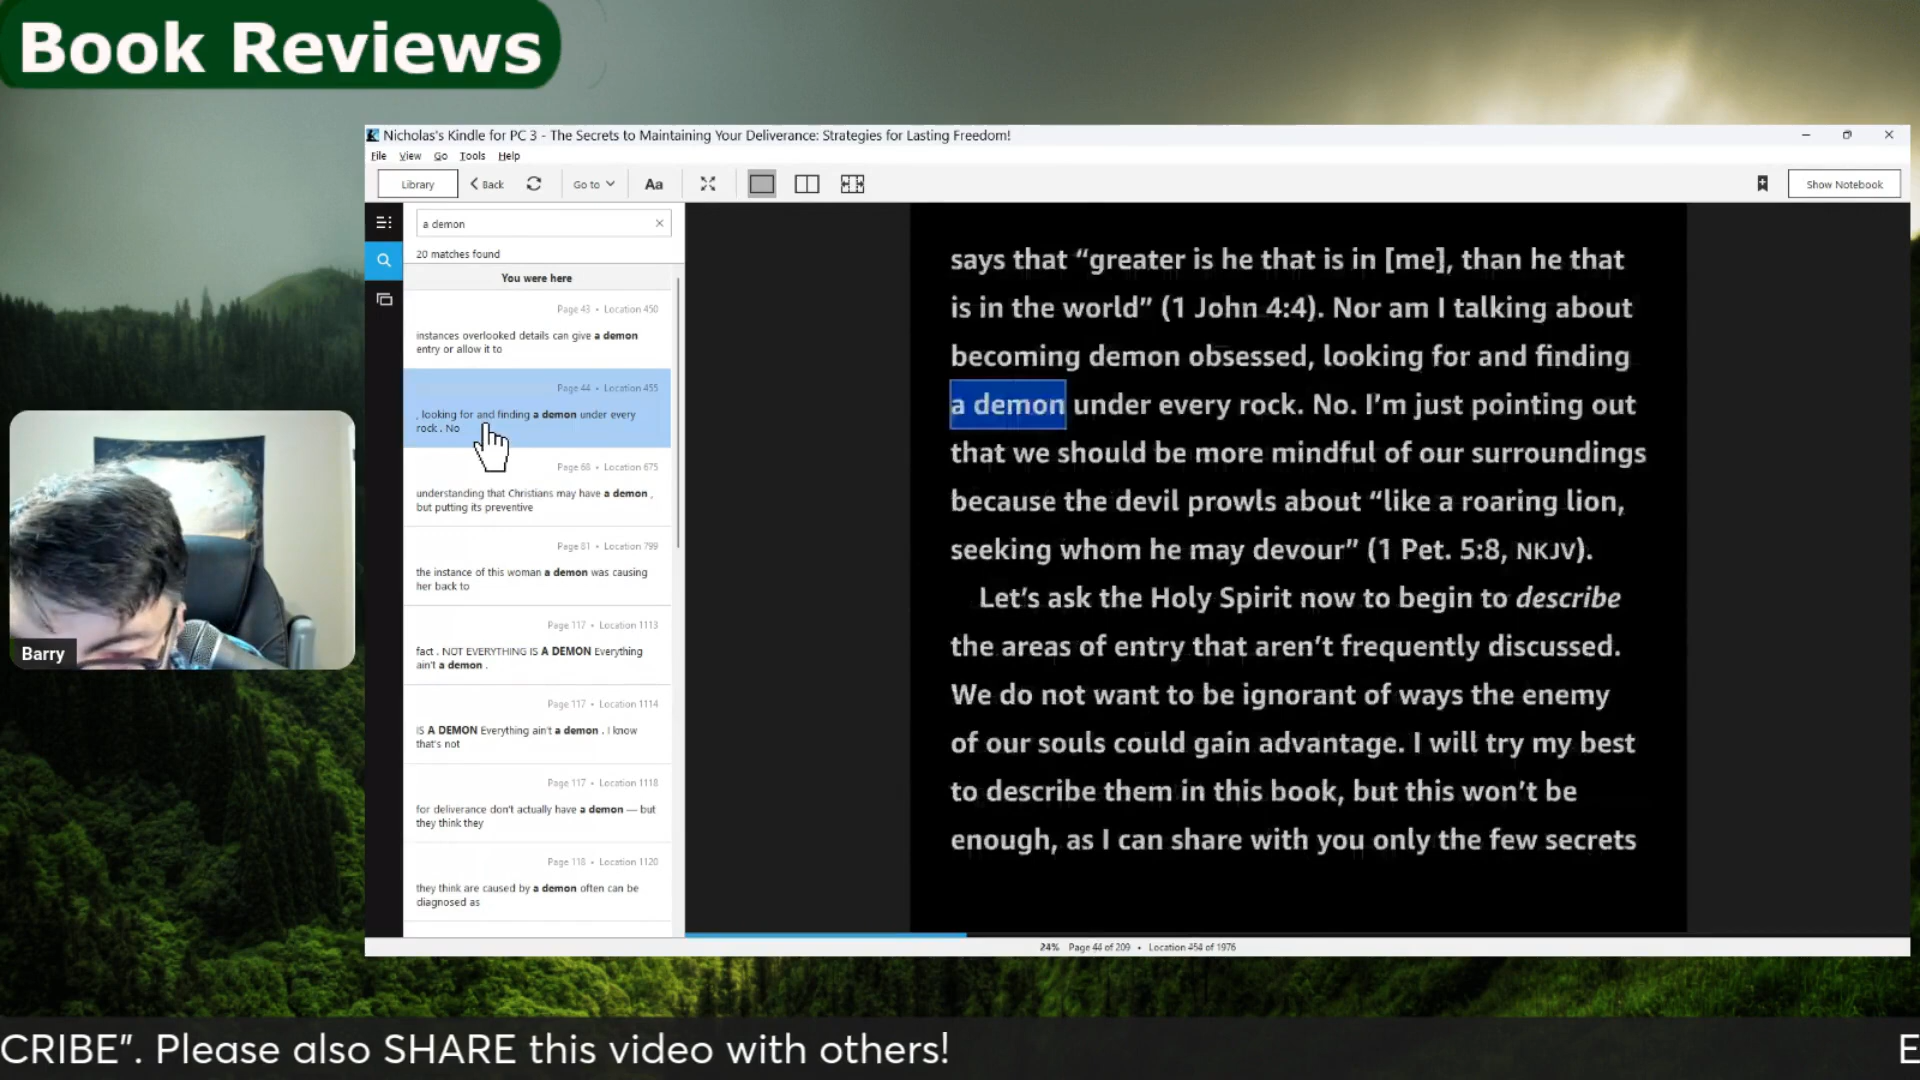 Book Reviews
Nicholas's Kindle for PC 3 - The Secrets to Maintaining Your Deliverance: Strategies for Lasting Freedom!
File View Go Tools Help
Library
Back
Go to
Aa
Show Notebook
a demon
20 matches found
You were here
Page 43 • Location 450
instances overlooked details can give a demon
entry or allow it to
Page 44 • Location 455
, looking for and finding a demon under every
rock . No
Page 68 • Location 675
understanding that Christians may have a demon ,
but putting its preventive
Page 81 • Location 799
the instance of this woman a demon was causing
her back to
Page 117 • Location 1113
fact . NOT EVERYTHING IS A DEMON Everything
ain't a demon .
Page 117 • Location 1114
IS A DEMON Everything ain't a demon . I know
that's not
Page 117 • Location 1118
for deliverance don't actually have a demon — but
they think they
Page 118 • Location 1120
they think are caused by a demon often can be
diagnosed as
says that “greater is he that is in [me], than he that
is in the world” (1 John 4:4). Nor am I talking about
becoming demon obsessed, looking for and finding
a demon under every rock. No. I’m just pointing out
that we should be more mindful of our surroundings
because the devil prowls about “like a roaring lion,
seeking whom he may devour” (1 Pet. 5:8, NKJV).
Let’s ask the Holy Spirit now to begin to describe
the areas of entry that aren’t frequently discussed.
We do not want to be ignorant of ways the enemy
of our souls could gain advantage. I will try my best
to describe them in this book, but this won’t be
enough, as I can share with you only the few secrets
24% Page 44 of 209 • Location 454 of 1976
Barry
CRIBE”. Please also SHARE this video with others!
E